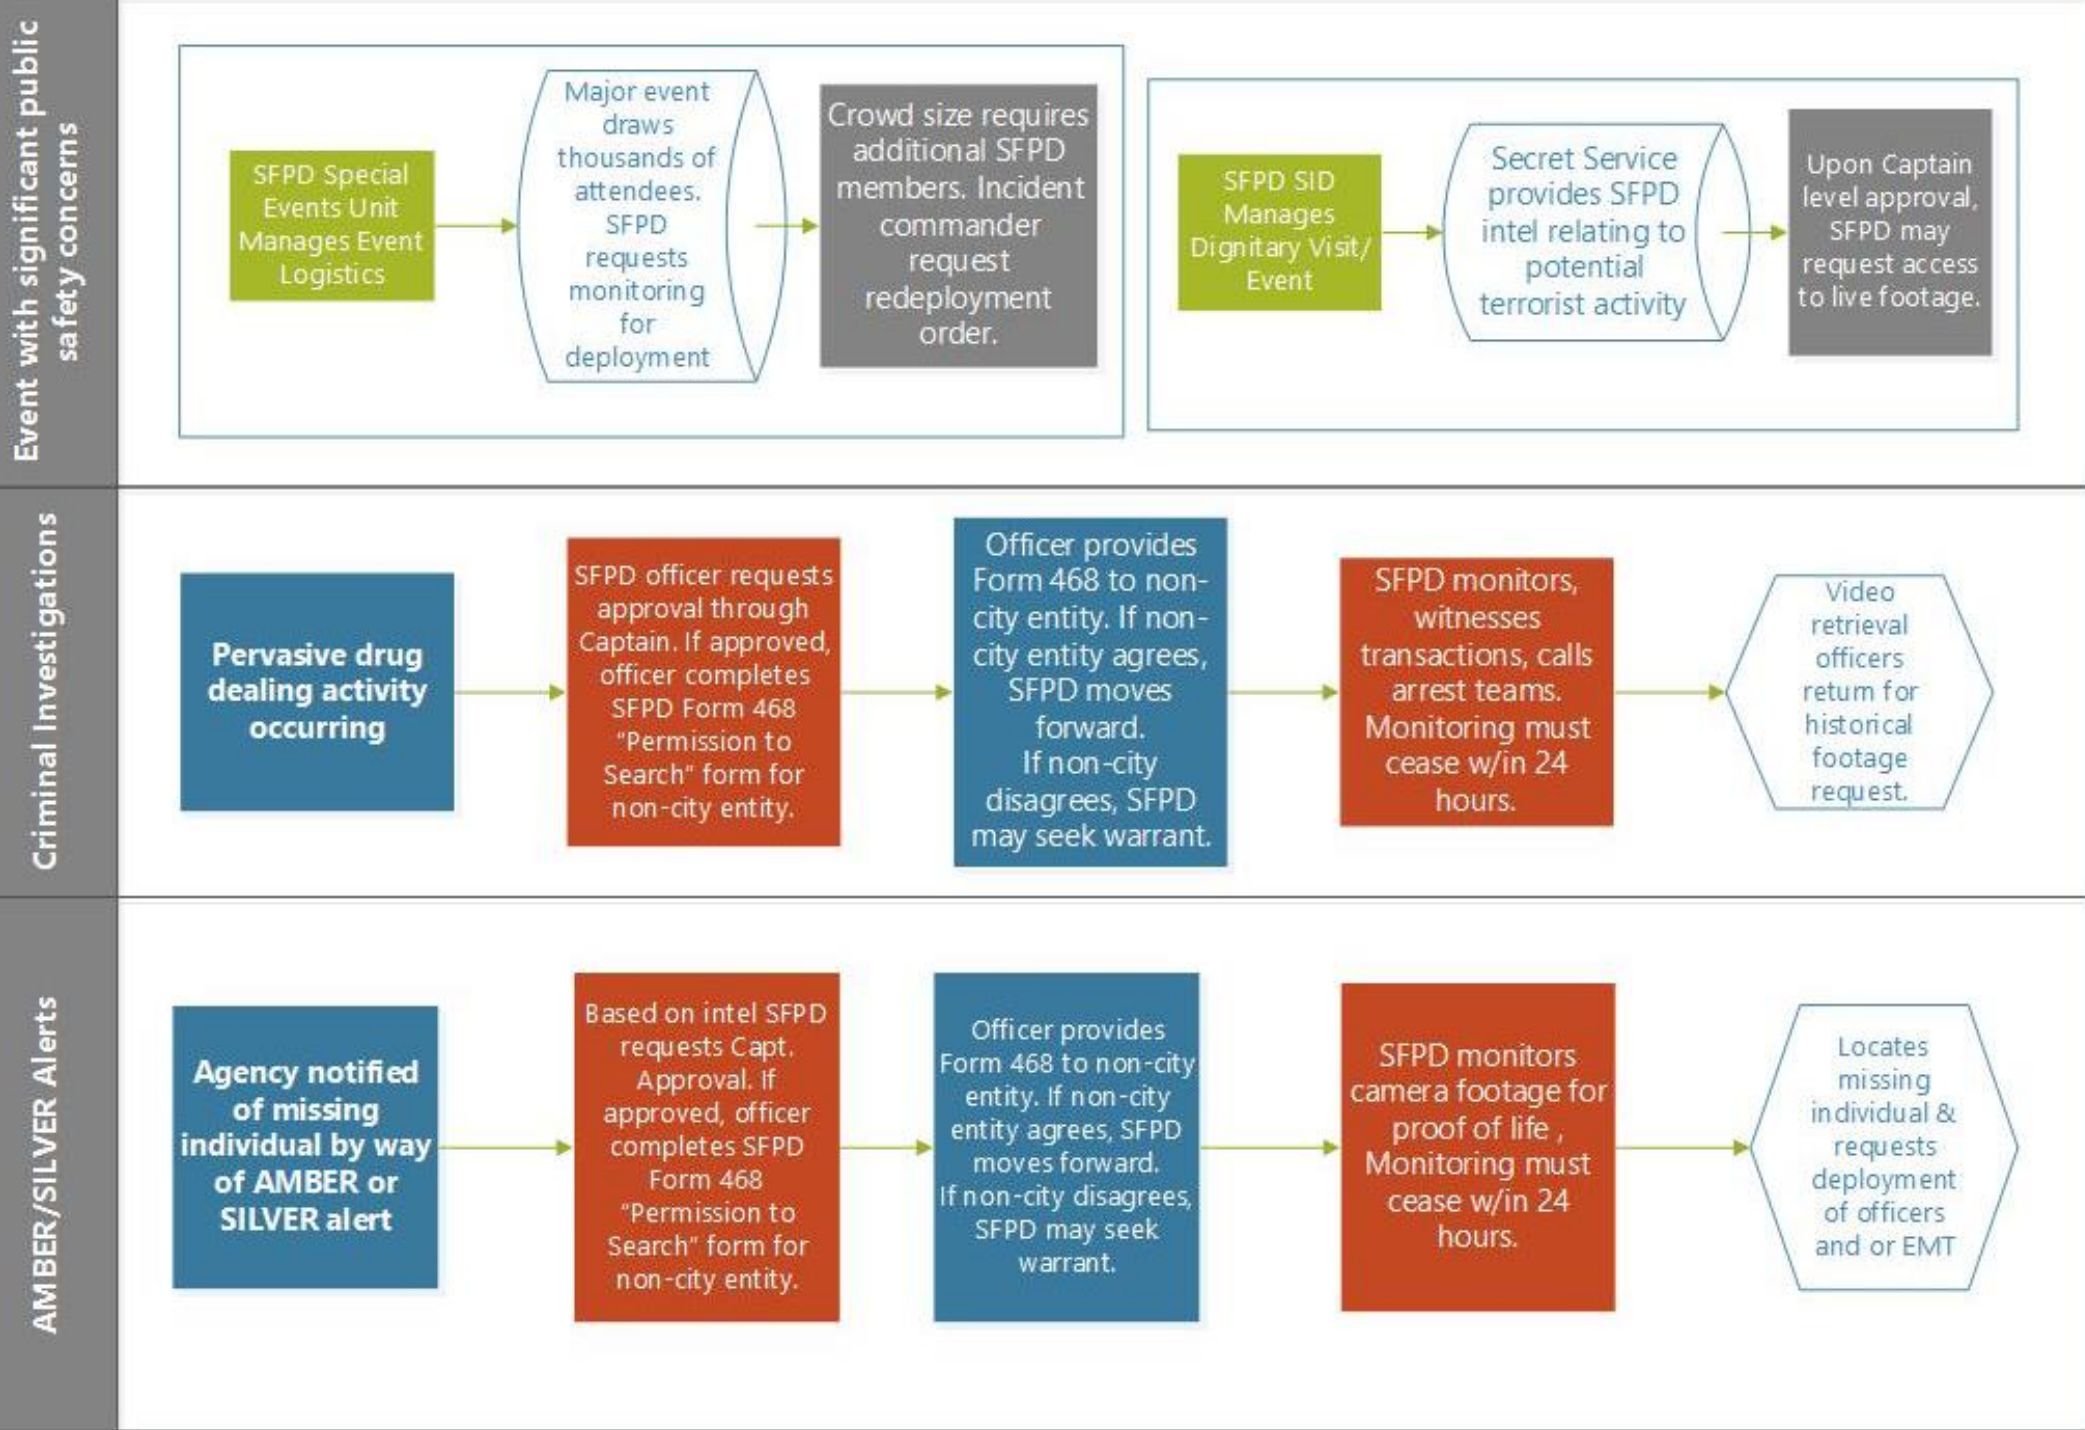 Event with significant public
safety concerns
SFPD Special
Events Unit
Manages Event
Logistics
Major event
draws
thousands of
attendees.
SFPD
requests
monitoring
for
deployment
Crowd size requires
additional SFPD
members. Incident
commander
request
redeployment
order.
SFPD SID
Manages
Dignitary Visit/
Event
Secret Service
provides SFPD
intel relating to
potential
terrorist activity
Upon Captain
level approval,
SFPD may
request access
to live footage.
Criminal Investigations
Pervasive drug
dealing activity
occurring
SFPD officer requests
approval through
Captain. If approved,
officer completes
SFPD Form 468
"Permission to
Search" form for
non-city entity.
Officer provides
Form 468 to non-
city entity. If non-
city entity agrees,
SFPD moves
forward.
If non-city
disagrees, SFPD
may seek warrant.
SFPD monitors,
witnesses
transactions, calls
arrest teams.
Monitoring must
cease w/in 24
hours.
Video
retrieval
officers
return for
historical
footage
request.
AMBER/SILVER Alerts
Agency notified
of missing
individual by way
of AMBER or
SILVER alert
Based on intel SFPD
requests Capt.
Approval. If
approved, officer
completes SFPD
Form 468
"Permission to
Search" form for
non-city entity.
Officer provides
Form 468 to non-city
entity. If non-city
entity agrees, SFPD
moves forward.
If non-city disagrees,
SFPD may seek
warrant.
SFPD monitors
camera footage for
proof of life ,
Monitoring must
cease w/in 24
hours.
Locates
missing
individual &
requests
deployment
of officers
and or EMT